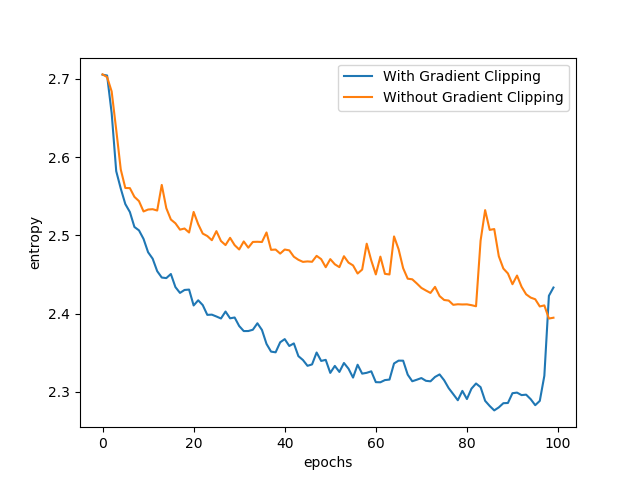 With Gradient Clipping
Without Gradient Clipping
2.7
2.6
2.5
2.4
2.3
entropy
0 20 40 60 80 100
epochs